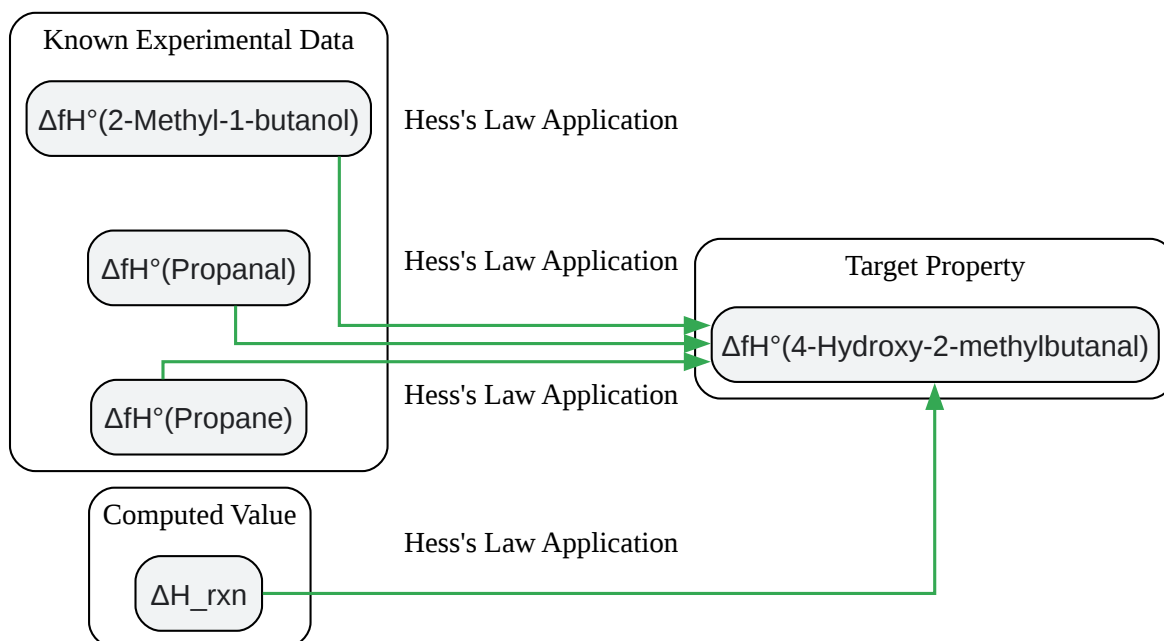 Known Experimental Data
ΔfH°(2-Methyl-1-butanol)
Hess's Law Application
ΔfH°(Propanal)
Hess's Law Application
Target Property
ΔfH°(4-Hydroxy-2-methylbutanal)
ΔfH°(Propane)
Hess's Law Application
Computed Value
Hess's Law Application
ΔH_rxn